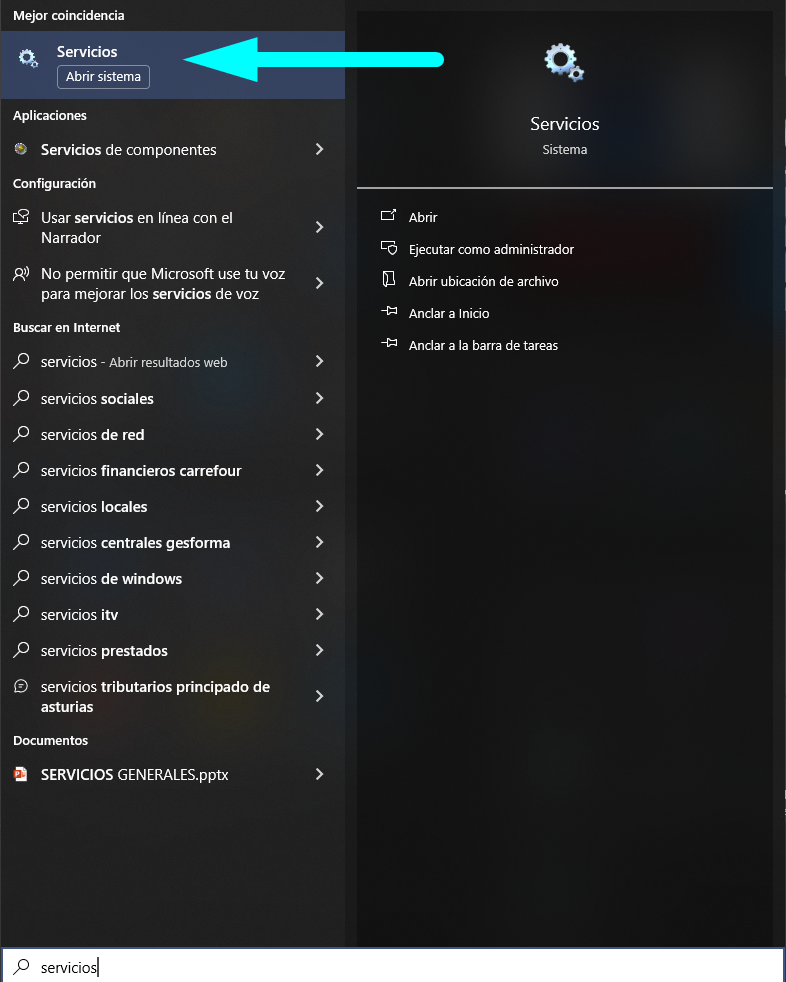 Mejor coincidencia
Servicios
Abrir sistema
Aplicaciones
Servicios de componentes
Configuración
Usar servicios en línea con el
Narrador
No permitir que Microsoft use tu voz
para mejorar los servicios de voz
Buscar en Internet
servicios - Abrir resultados web
servicios sociales
servicios de red
servicios financieros carrefour
servicios locales
servicios centrales gesforma
servicios de windows
servicios itv
servicios prestados
servicios tributarios principado de
asturias
Documentos
SERVICIOS GENERALES.pptx
Servicios
Sistema
Abrir
Ejecutar como administrador
Abrir ubicación de archivo
Anclar a Inicio
Anclar a la barra de tareas
servicios